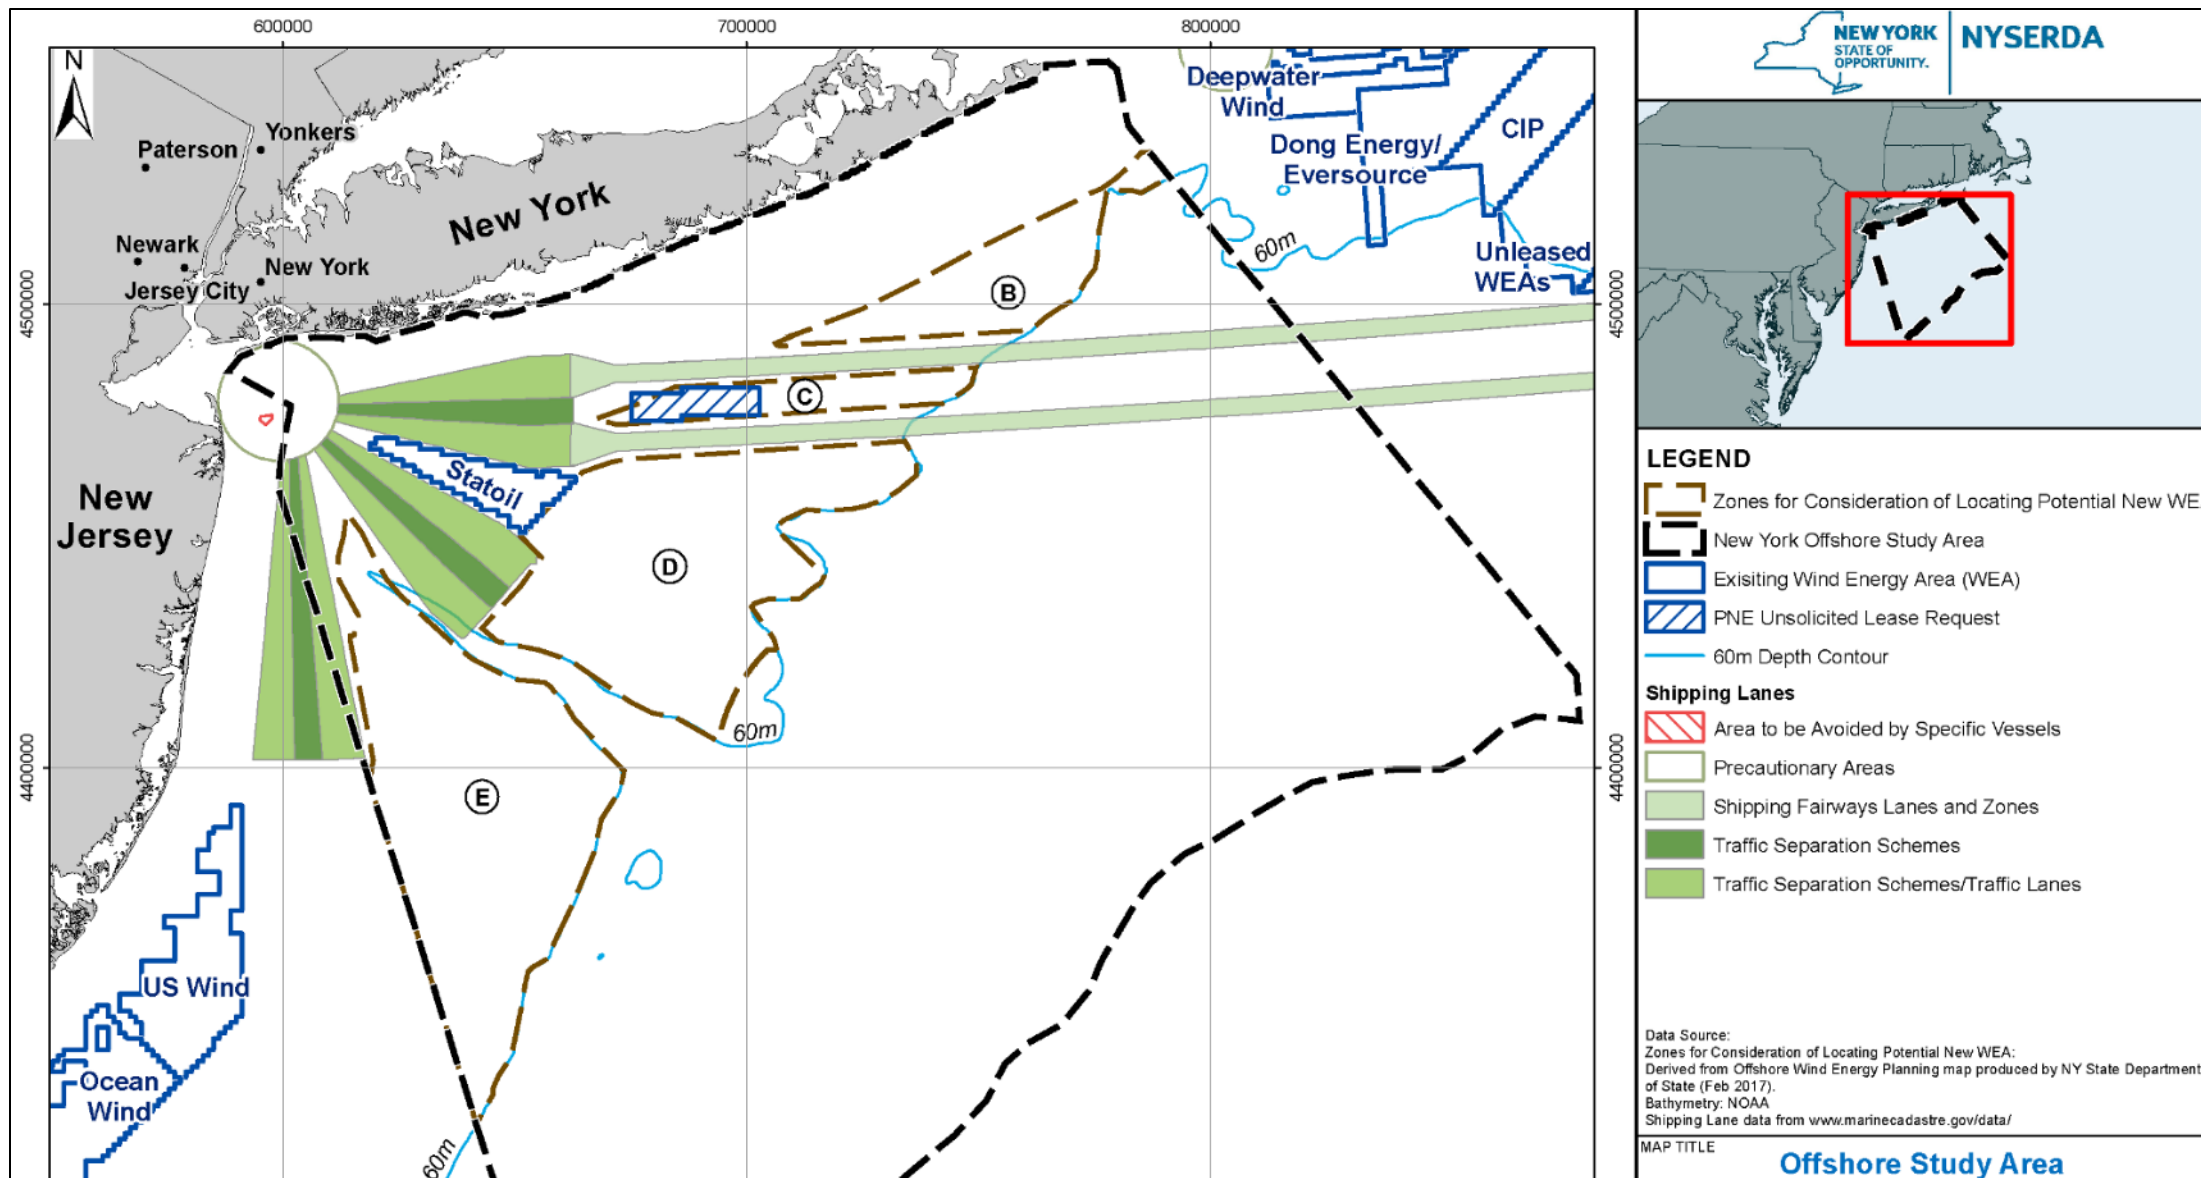 600000
700000
800000
N
Paterson
Yonkers
New York
Newark
New York
Jersey City
4500000
4500000
4400000
4400000
New
Jersey
Deepwater
Wind
Dong Energy/
Eversource
CIP
Unleased
WEAs
60m
B
C
Statoil
D
60m
E
US Wind
Ocean
Wind
60m
NEW YORK
STATE OF
OPPORTUNITY.
NYSERDA
LEGEND
Zones for Consideration of Locating Potential New WE
New York Offshore Study Area
Exisiting Wind Energy Area (WEA)
PNE Unsolicited Lease Request
60m Depth Contour
Shipping Lanes
Area to be Avoided by Specific Vessels
Precautionary Areas
Shipping Fairways Lanes and Zones
Traffic Separation Schemes
Traffic Separation Schemes/Traffic Lanes
Data Source:
Zones for Consideration of Locating Potential New WEA:
Derived from Offshore Wind Energy Planning map produced by NY State Department
of State (Feb 2017).
Bathymetry: NOAA
Shipping Lane data from www.marinecadastre.gov/data/
MAP TITLE
Offshore Study Area